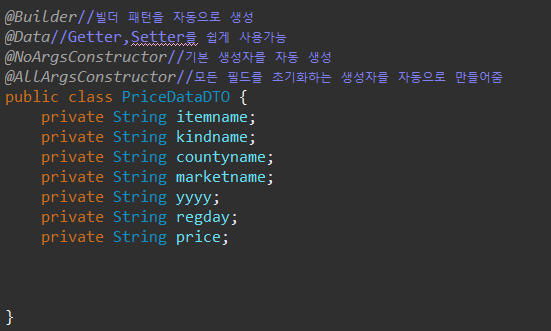 @Builder//빌더 패턴을 자동으로 생성
@Data//Getter,Setter를 쉽게 사용가능
@NoArgsConstructor//기본 생성자를 자동 생성
@AllArgsConstructor//모든 필드를 초기화하는 생성자를 자동으로 만들어줌
public class PriceDataDTO {
    private String itemname;
    private String kindname;
    private String countyname;
    private String marketname;
    private String yyyy;
    private String regday;
    private String price;
}